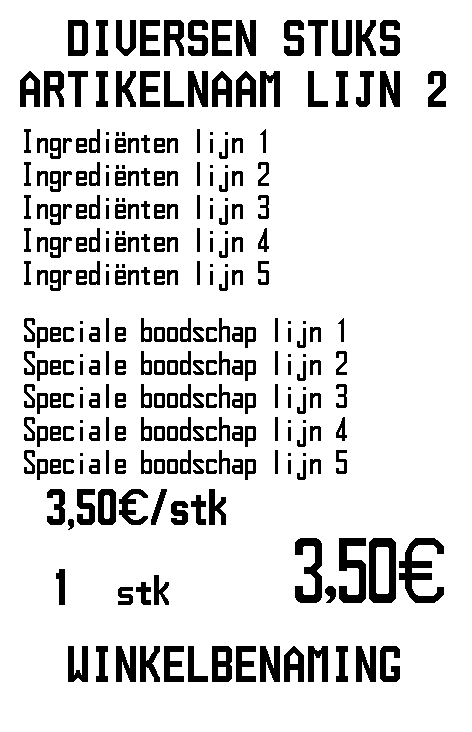 DIVERSEN STUKS
ARTIKELNAAM LIJN 2
Ingrediënten lijn 1
Ingrediënten lijn 2
Ingrediënten lijn 3
Ingrediënten lijn 4
Ingrediënten lijn 5
Speciale boodschap lijn 1
Speciale boodschap lijn 2
Speciale boodschap lijn 3
Speciale boodschap lijn 4
Speciale boodschap lijn 5
3,50€/stk
1 stk 3,50€
WINKELBENAMING